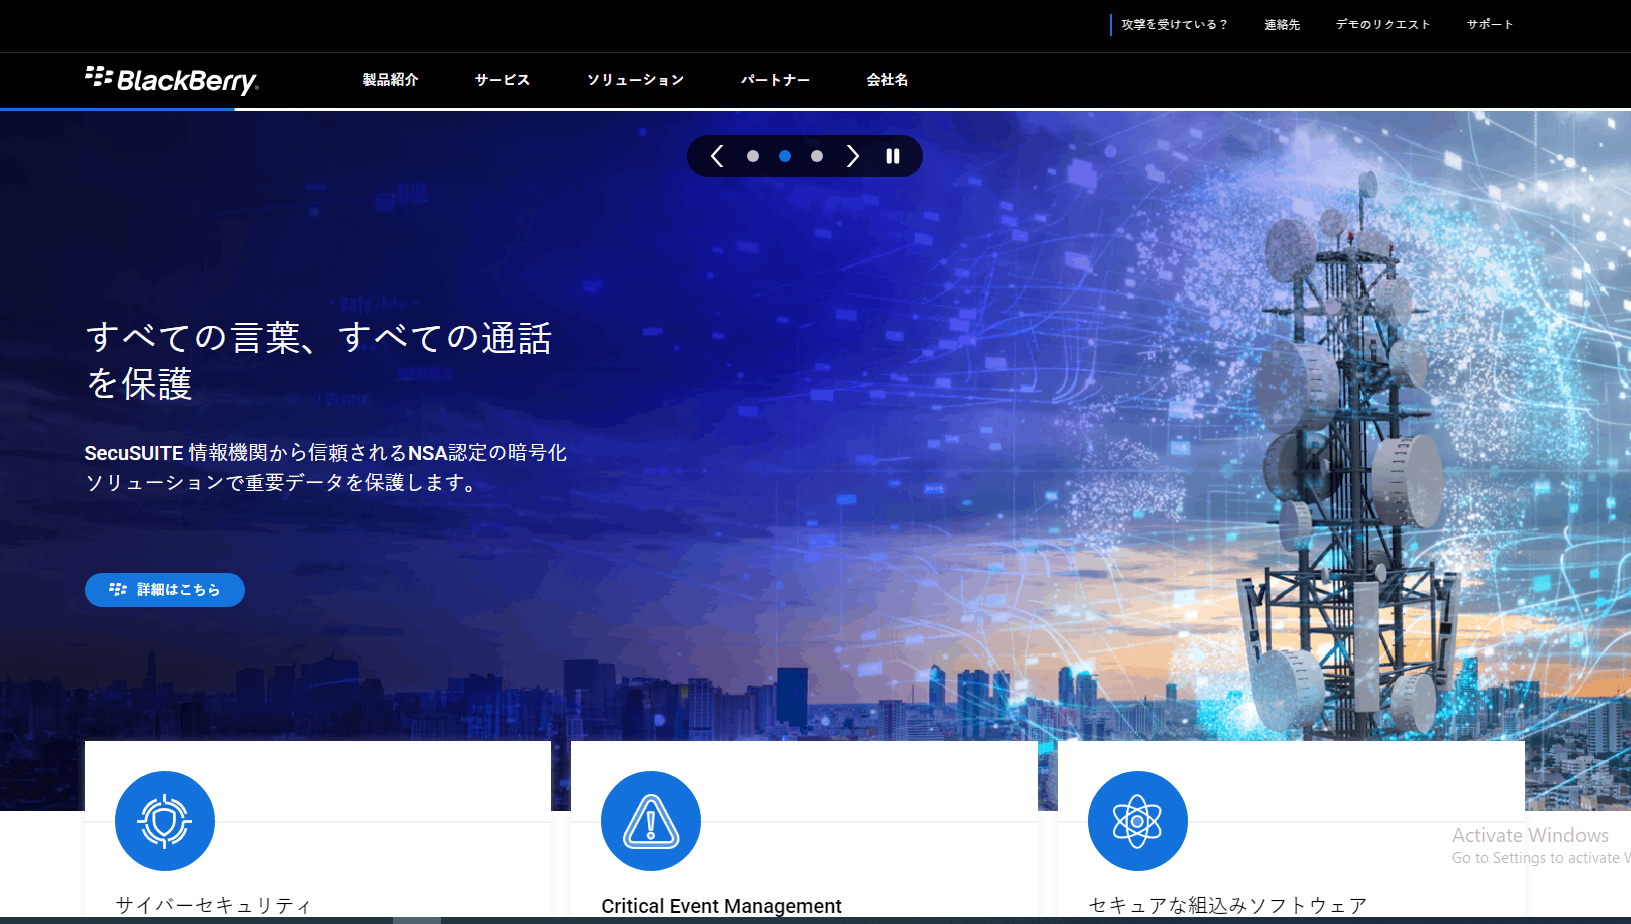 攻撃を受けている？ 連絡先 デモのリクエスト サポート
BlackBerry 製品紹介 サービス ソリューション パートナー 会社名
すべての言葉、すべての通話
を保護
SecuSUITE 情報機関から信頼されるNSA認定の暗号化
ソリューションで重要データを保護します。
詳細はこちら
Activate Windows
Go to Settings to activate W
サイバーセキュリティ Critical Event Management セキュアな組込みソフトウェア